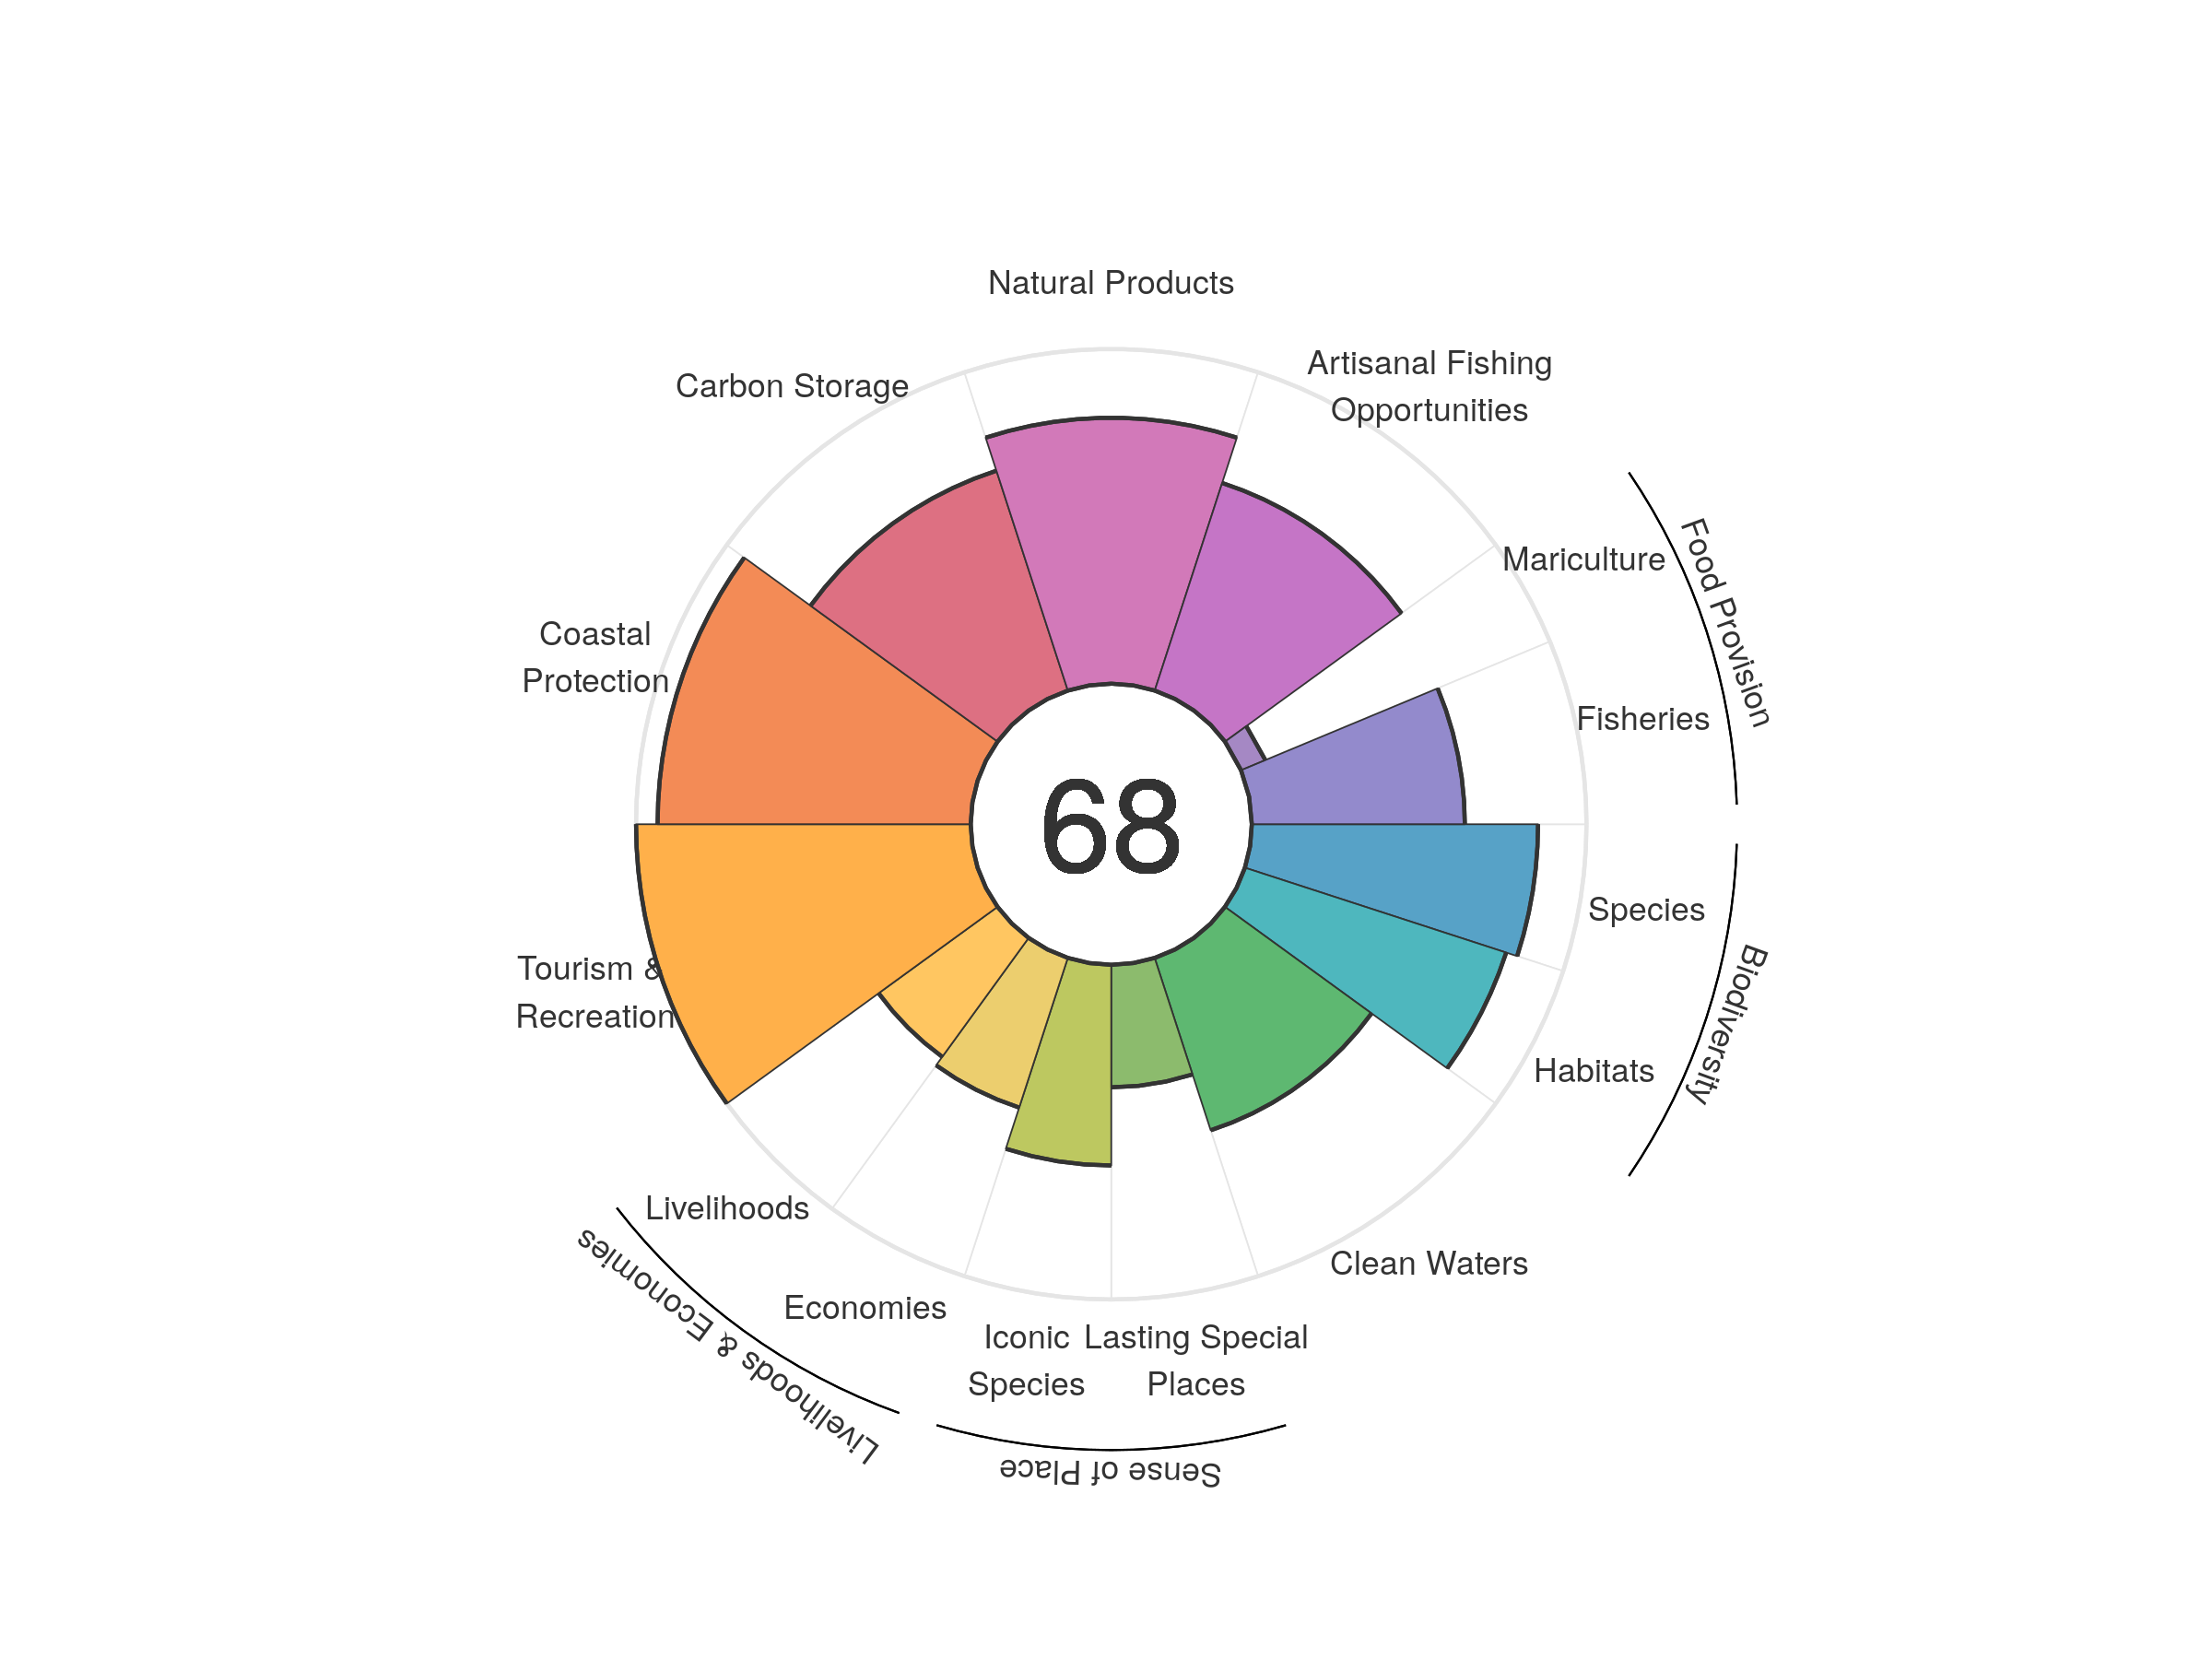 Natural Products
Artisanal Fishing
Opportunities
Carbon Storage
Mariculture
Food Provision
Coastal
Protection
Fisheries
68
Species
Tourism &
Recreation
Biodiversity
Habitats
Livelihoods
Clean Waters
Economies
Livelihoods & Economies
Iconic
Species
Lasting Special
Places
Sense of Place